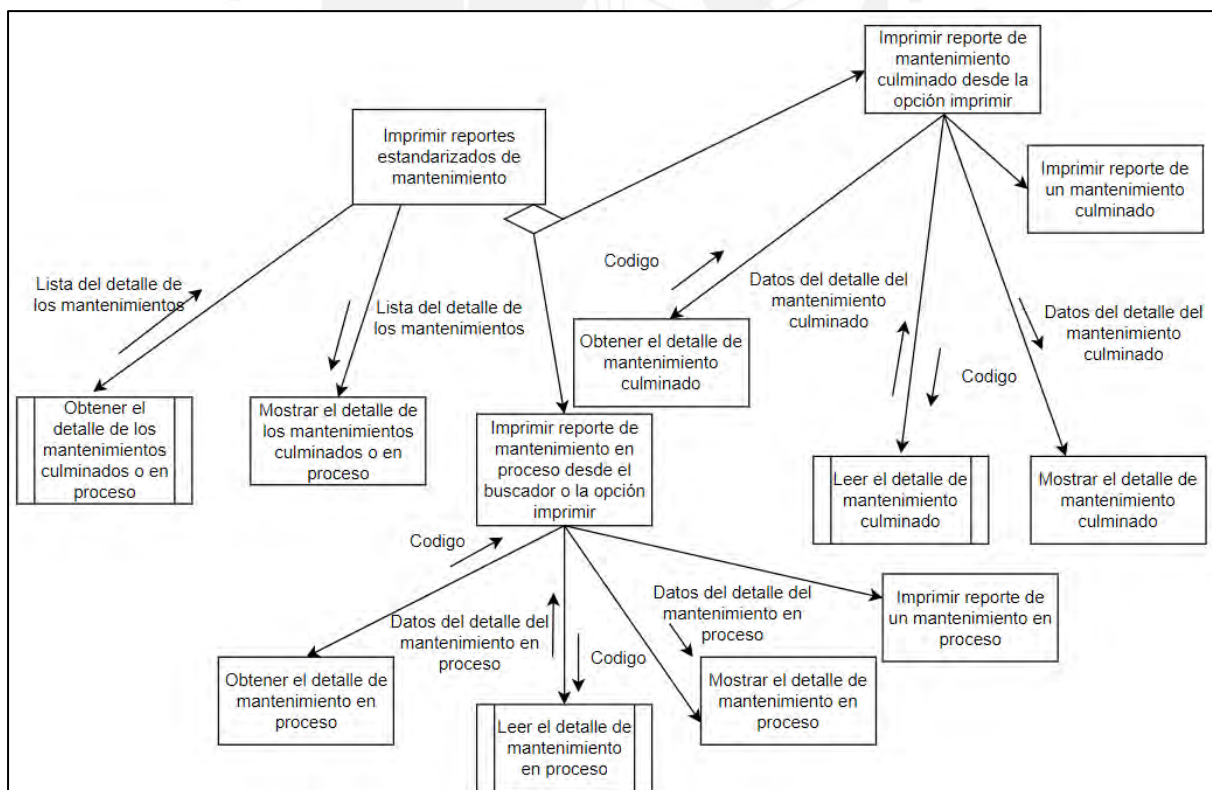 Imprimir reporte de
mantenimiento
culminado desde la
opción imprimir
Imprimir reportes
estandarizados de
mantenimiento
Imprimir reporte de
un mantenimiento
culminado
Lista del detalle de
los mantenimientos
Lista del detalle de
los mantenimientos
Codigo
Datos del detalle del
mantenimiento
culminado
Datos del detalle del
mantenimiento
culminado
Codigo
Obtener el detalle de
mantenimiento
culminado
Obtener el
detalle de los
mantenimientos
culminados o en
proceso
Mostrar el detalle de
los mantenimientos
culminados o en
proceso
Imprimir reporte de
mantenimiento en
proceso desde el
buscador o la opción
imprimir
Leer el detalle de
mantenimiento
culminado
Mostrar el detalle de
mantenimiento
culminado
Codigo
Datos del detalle del
mantenimiento en
proceso
Codigo
Datos del detalle del
mantenimiento en
proceso
Imprimir reporte de
un mantenimiento en
proceso
Obtener el detalle de
mantenimiento en
proceso
Leer el detalle de
mantenimiento
en proceso
Mostrar el detalle de
mantenimiento en
proceso